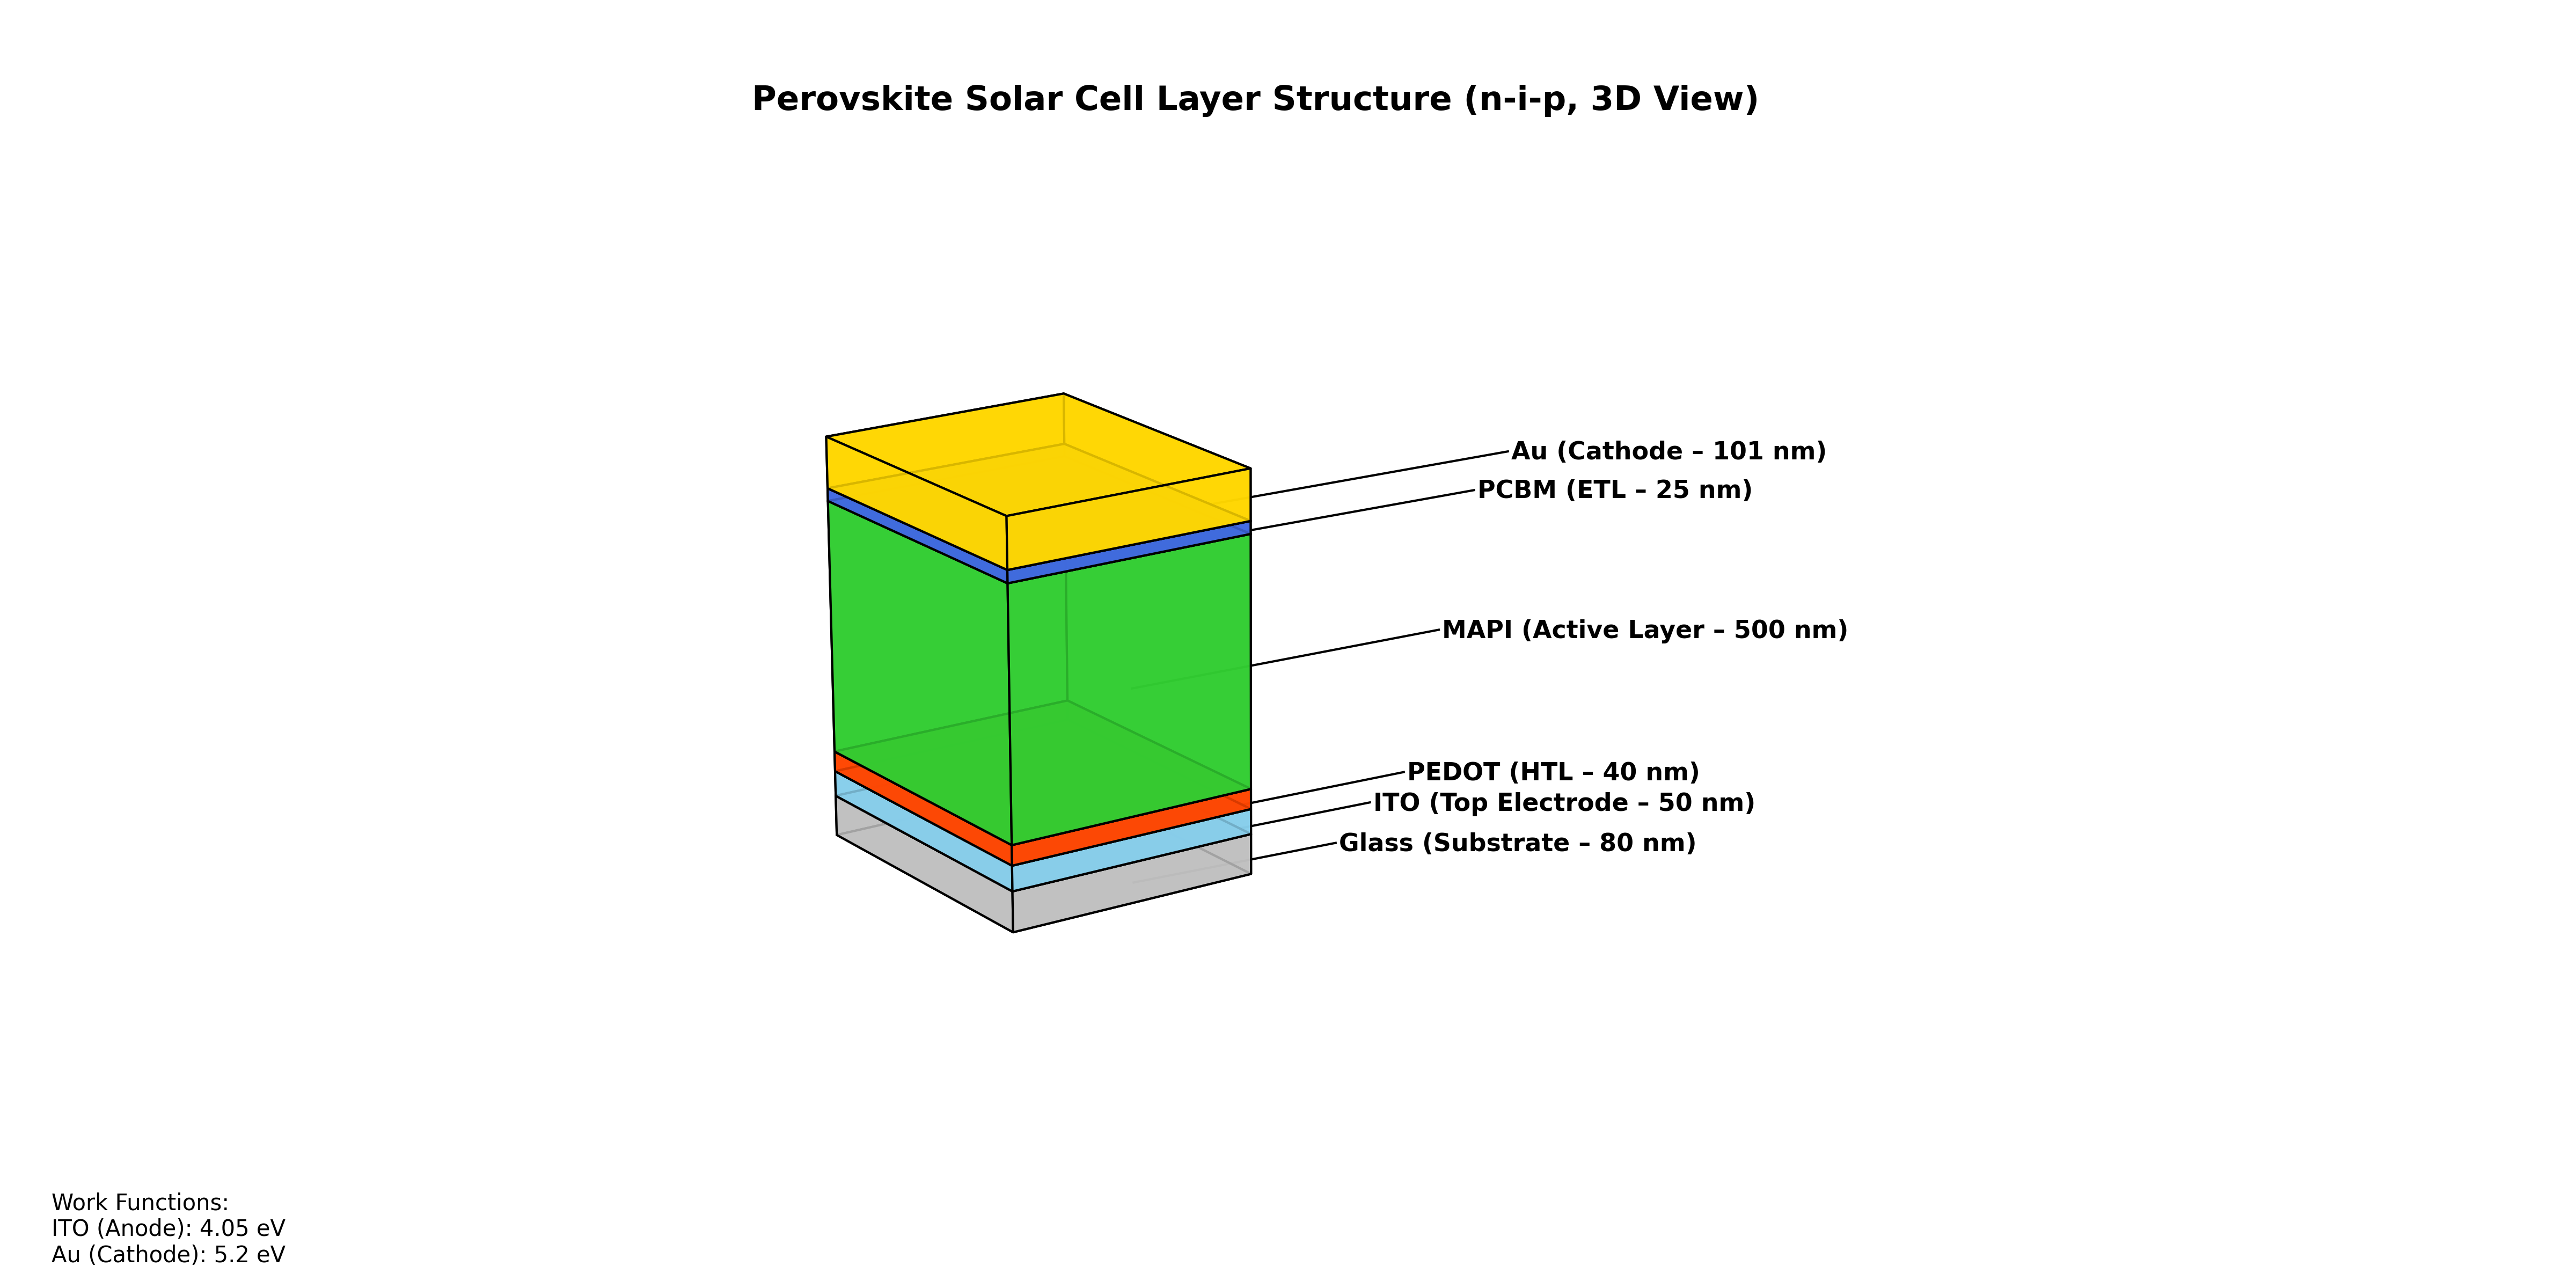 Perovskite Solar Cell Layer Structure (n-i-p, 3D View)
Au (Cathode – 101 nm)
PCBM (ETL – 25 nm)
MAPI (Active Layer – 500 nm)
PEDOT (HTL – 40 nm)
ITO (Top Electrode – 50 nm)
Glass (Substrate – 80 nm)
Work Functions:
ITO (Anode): 4.05 eV
Au (Cathode): 5.2 eV